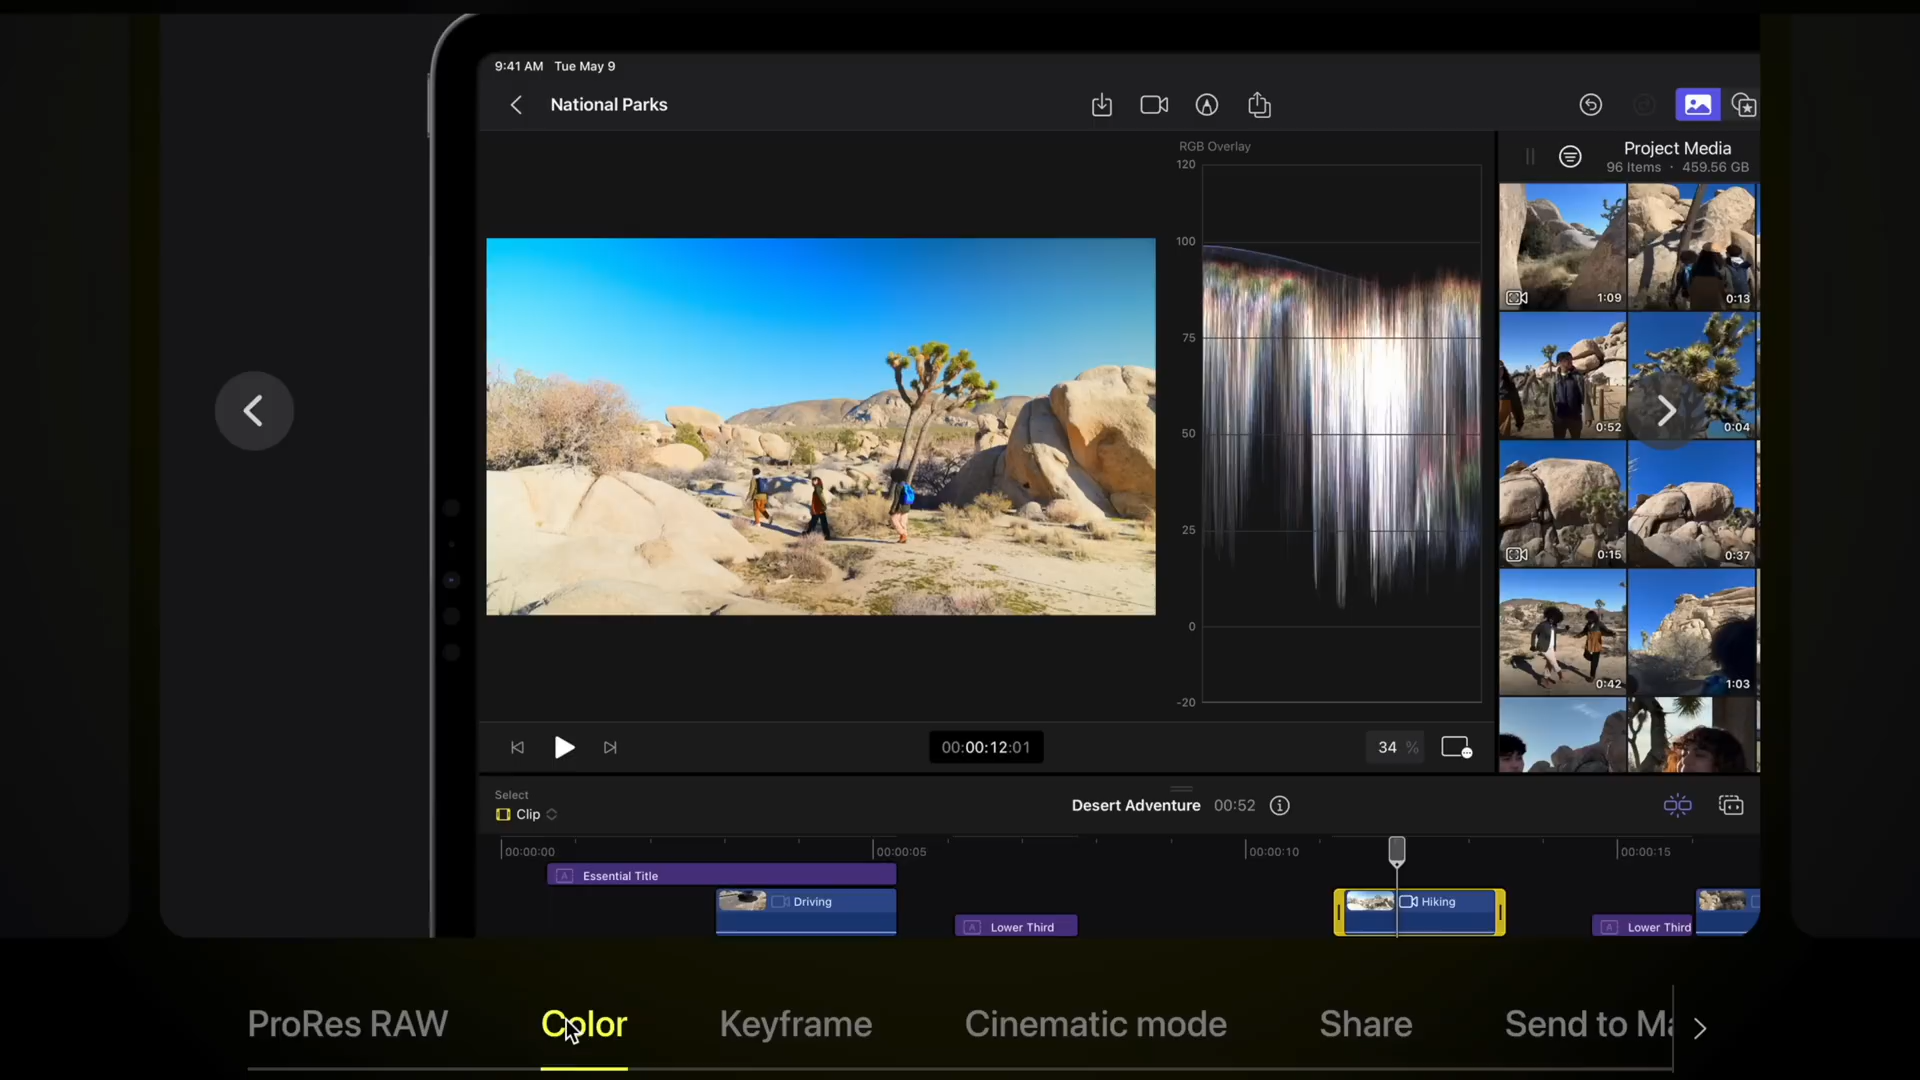 9:41 AM Tue May 9
National Parks
RGB Overlay
120
100
75
50
25
0
-20
Project Media
96 Items · 459.56 GB
1:09
0:13
0:52
0:04
0:15
0:37
0:42
1:03
00:00:12:01
34 %
Select
Clip
Desert Adventure 00:52
00:00:00
00:00:05
00:00:10
00:00:15
A Essential Title
Driving
Hiking
A Lower Third
A Lower Third
ProRes RAW
Color
Keyframe
Cinematic mode
Share
Send to Ma